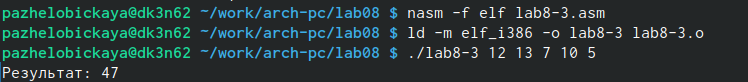 pazhelobickaya@dk3n62 ~/work/arch-pc/lab08 $ nasm -f elf lab8-3.asm
pazhelobickaya@dk3n62 ~/work/arch-pc/lab08 $ ld -m elf_i386 -o lab8-3 lab8-3.o
pazhelobickaya@dk3n62 ~/work/arch-pc/lab08 $ ./lab8-3 12 13 7 10 5
Результат: 47